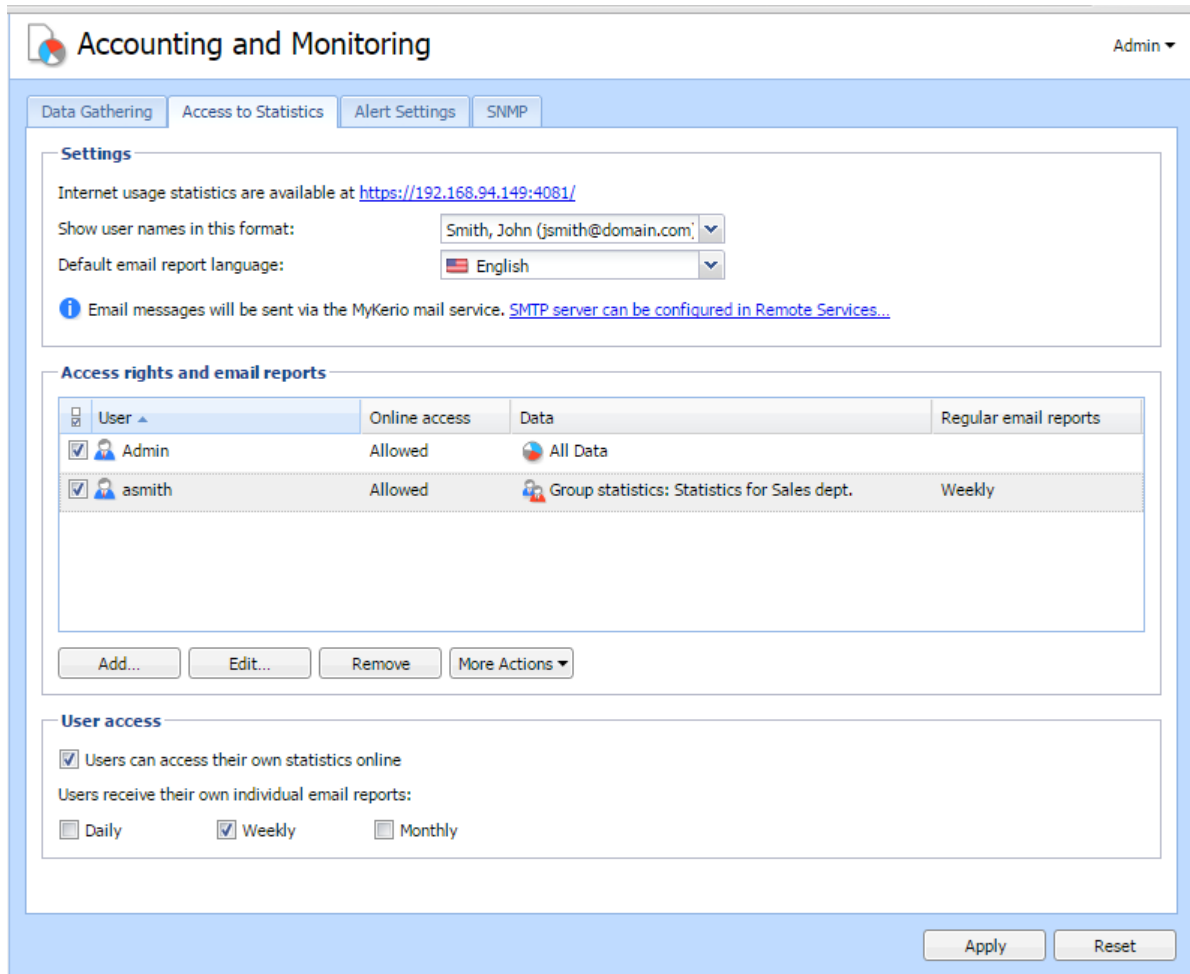 Accounting and Monitoring
Admin
Data Gathering
Access to Statistics
Alert Settings
SNMP
Settings
Internet usage statistics are available at https://192.168.94.149:4081/
Show user names in this format: Smith, John (jsmith@domain.com)
Default email report language: English
Email messages will be sent via the MyKerio mail service. SMTP server can be configured in Remote Services...
Access rights and email reports
User Online access Data Regular email reports
Admin Allowed All Data
asmith Allowed Group statistics: Statistics for Sales dept. Weekly
Add... Edit... Remove More Actions
User access
Users can access their own statistics online
Users receive their own individual email reports:
Daily Weekly Monthly
Apply Reset